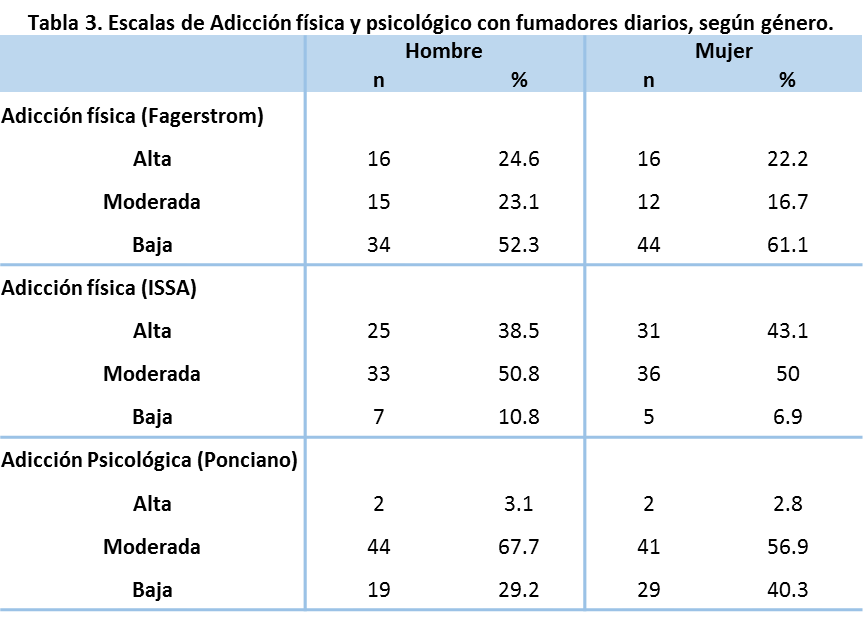 Tabla 3. Escalas de Adicción física y psicológico con fumadores diarios, según género.
Hombre Mujer
n % n %
Adicción física (Fagerstrom)
Alta 16 24.6 16 22.2
Moderada 15 23.1 12 16.7
Baja 34 52.3 44 61.1
Adicción física (ISSA)
Alta 25 38.5 31 43.1
Moderada 33 50.8 36 50
Baja 7 10.8 5 6.9
Adicción Psicológica (Ponciano)
Alta 2 3.1 2 2.8
Moderada 44 67.7 41 56.9
Baja 19 29.2 29 40.3